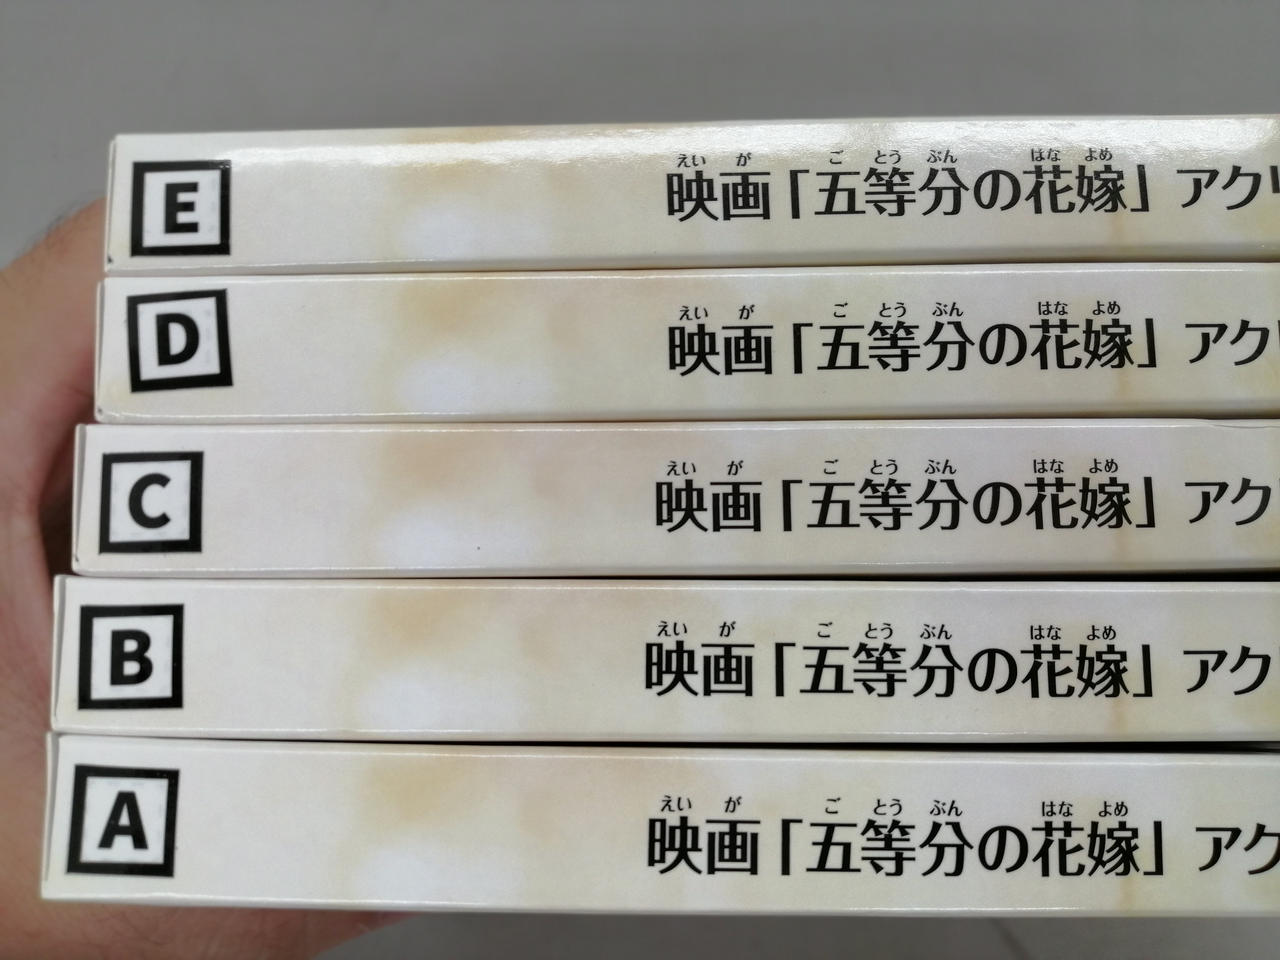 E 映画「五等分の花嫁」アクリ
えい が ご とう ぶん はな よめ
D 映画「五等分の花嫁」アクリ
えい が ご とう ぶん はな よめ
C 映画「五等分の花嫁」アク
えい が ご とう ぶん はな よめ
B 映画「五等分の花嫁」アク
えい が ご とう ぶん はな よめ
A 映画「五等分の花嫁」アク
えい が ご とう ぶん はな よめ